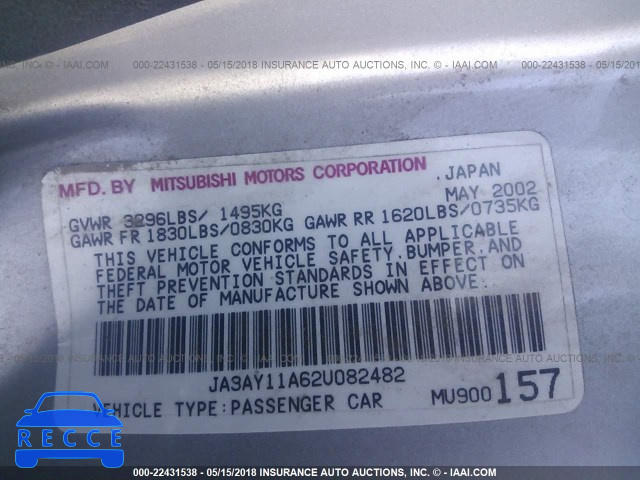 000-22431538 - 05/15/2018 INSURANCE AUTO AUCTIONS, INC. - IAAI.COM
MFD. BY MITSUBISHI MOTORS CORPORATION .JAPAN
GVWR 3296LBS/ 1495KG MAY 2002
GAWR FR 1830LBS/0830KG GAWR RR 1620LBS/0735KG
THIS VEHICLE CONFORMS TO ALL APPLICABLE
FEDERAL MOTOR VEHICLE SAFETY.BUMPER.AND
THEFT PREVENTION STANDARDS IN EFFECT ON
THE DATE OF MANUFACTURE SHOWN ABOVE.
JA3AY11A62U082482
VEHICLE TYPE:PASSENGER CAR MU900157
RECCE
000-22431538 - 05/15/2018 INSURANCE AUTO AUCTIONS, INC. - IAAI.COM